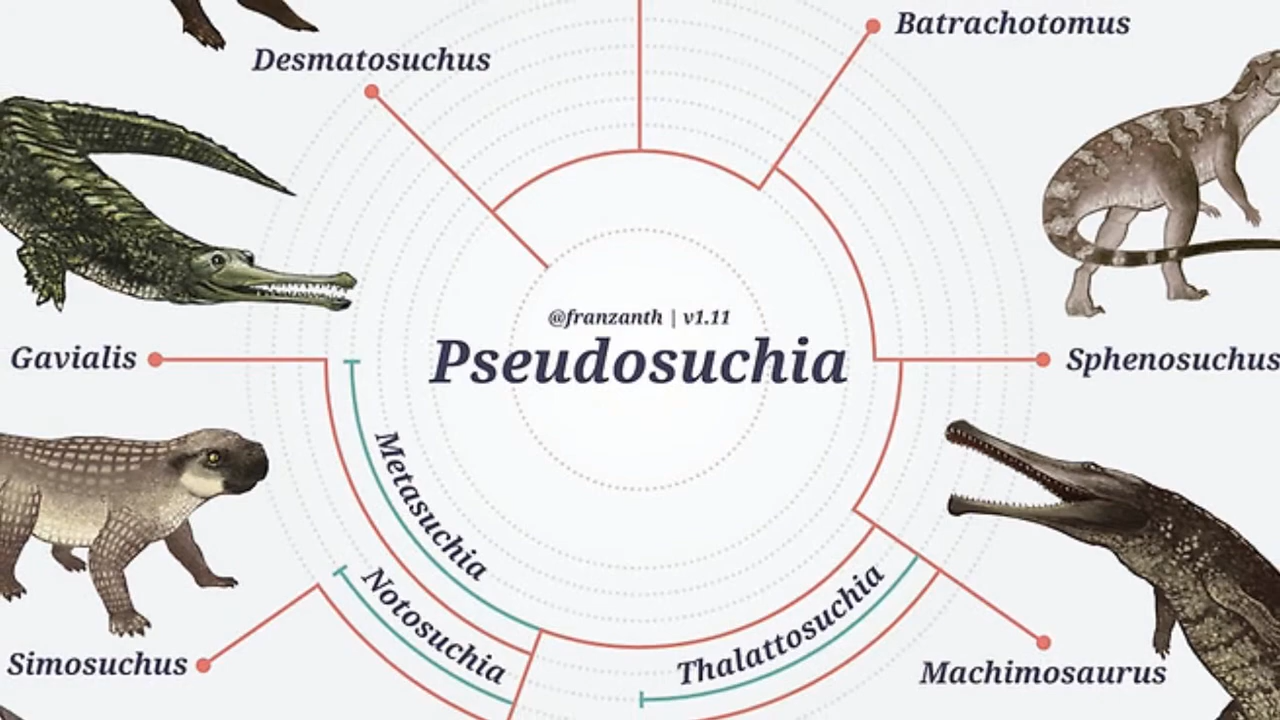 Batrachotomus
Desmatosuchus
@franzanth | v1.11
Pseudosuchia
Gavialis
Sphenosuchus
Metasuchia
Notosuchia
Thalattosuchia
Simosuchus
Machimosaurus